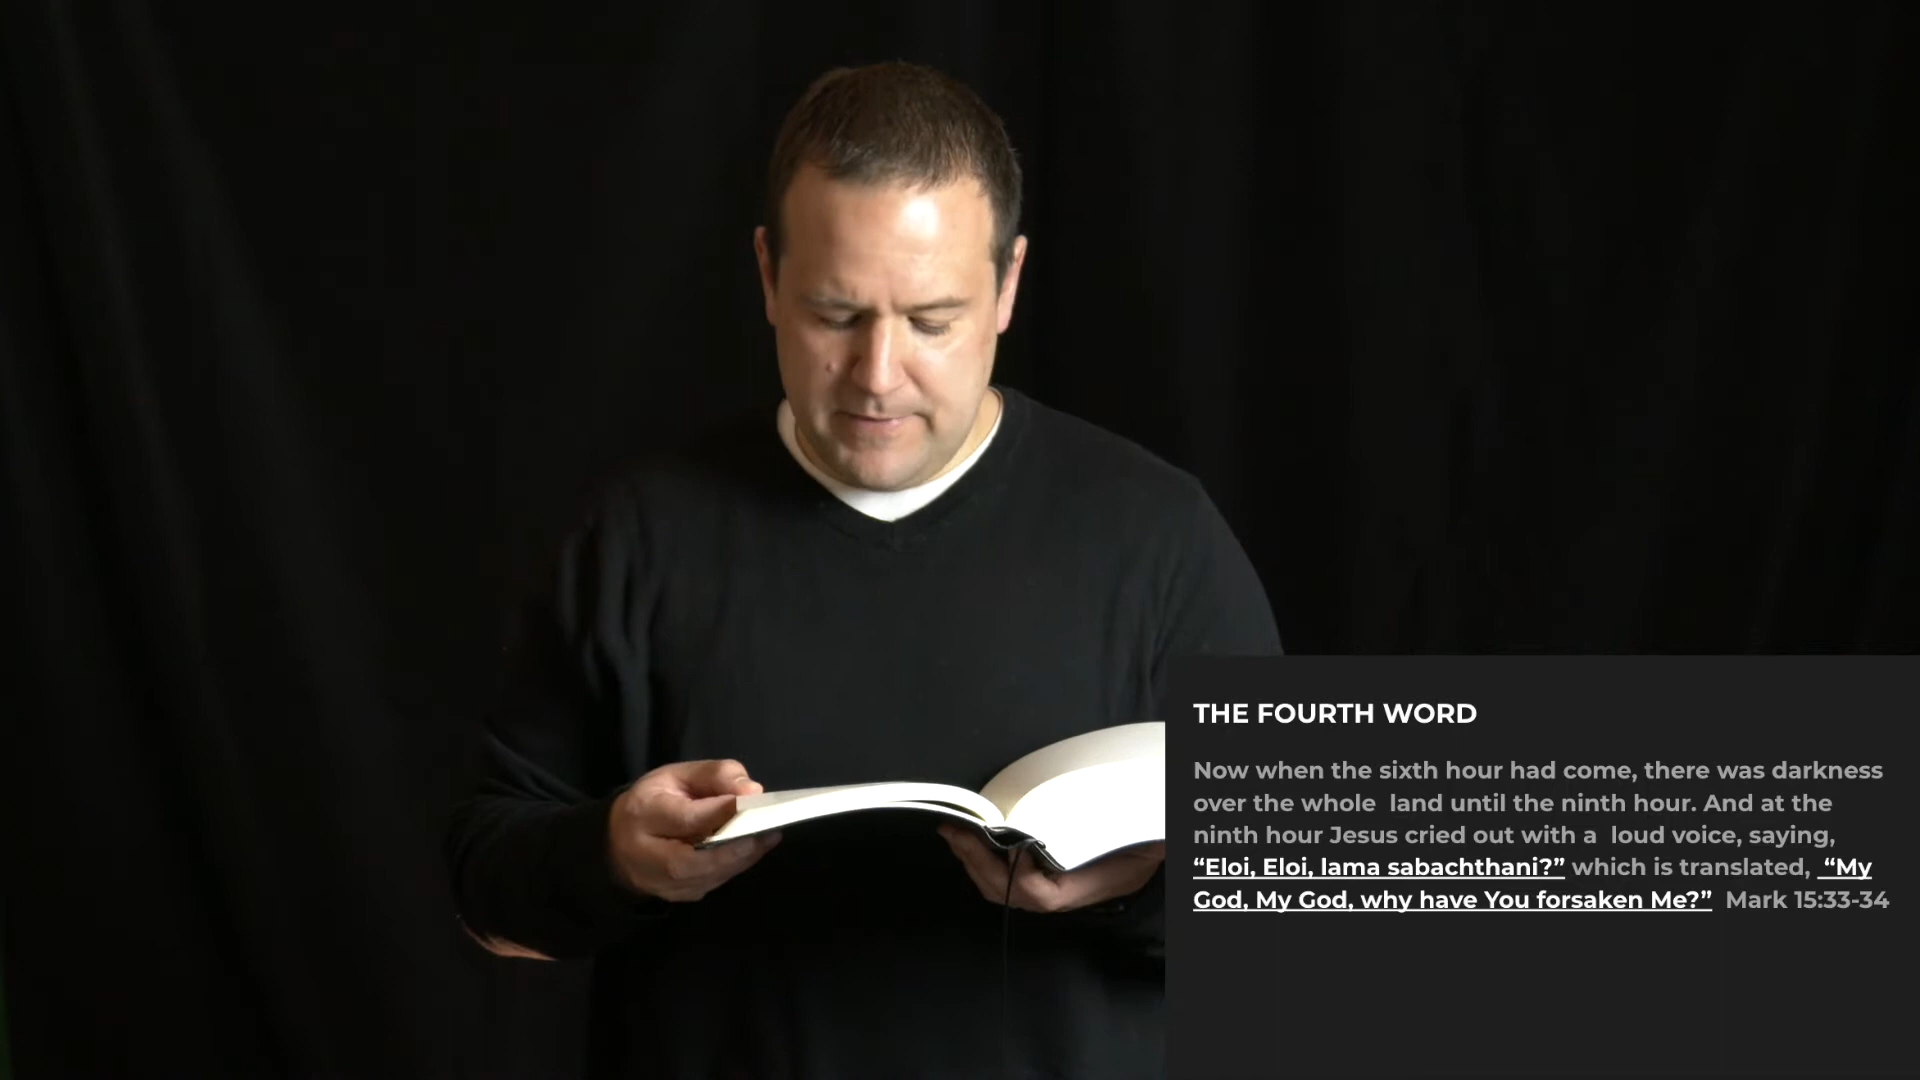 THE FOURTH WORD
Now when the sixth hour had come, there was darkness
over the whole  land until the ninth hour. And at the
ninth hour Jesus cried out with a  loud voice, saying,
“Eloi, Eloi, lama sabachthani?” which is translated,  “My
God, My God, why have You forsaken Me?”  Mark 15:33-34